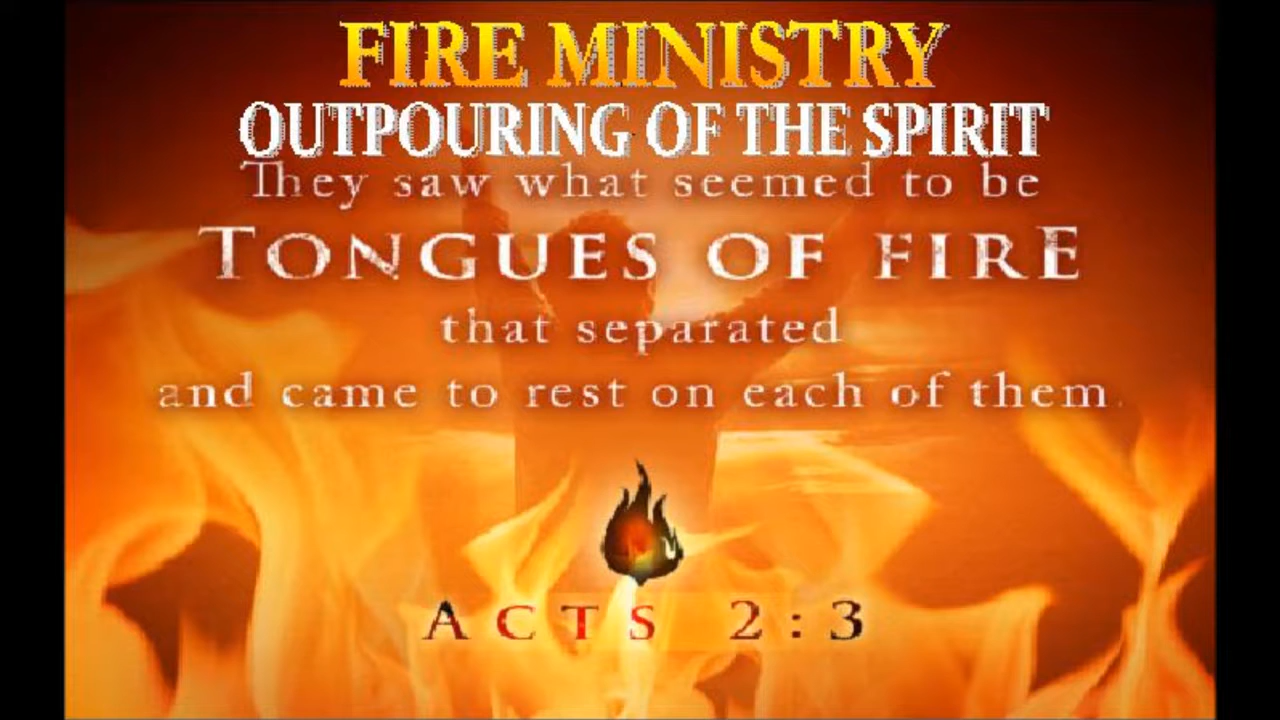 FIRE MINISTRY
OUTPOURING OF THE SPIRIT
They saw what seemed to be
TONGUES OF FIRE
that separated
and came to rest on each of them.
ACTS 2:3